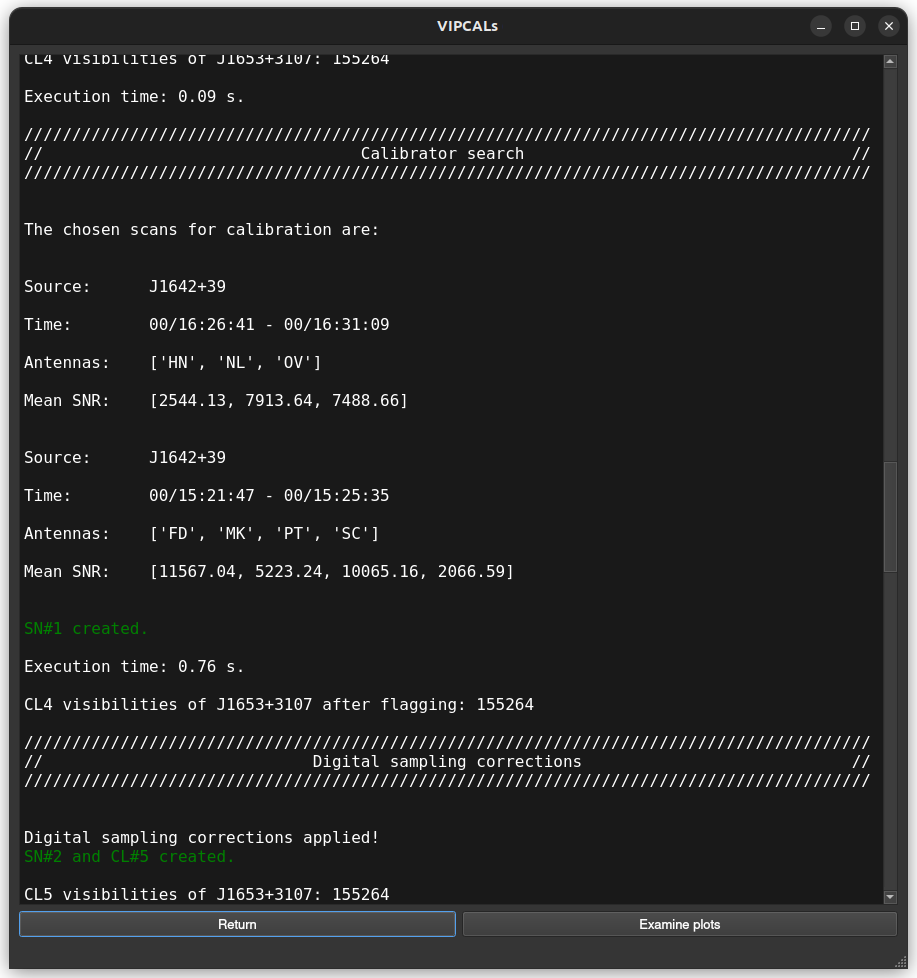 VIPCALs
CL4 visibilities of J1653+3107: 155264
Execution time: 0.09 s.
////////////////////////////////////////////////////////////////////////////////////////
//                                 Calibrator search                                  //
////////////////////////////////////////////////////////////////////////////////////////
The chosen scans for calibration are:
Source:      J1642+39
Time:        00/16:26:41 - 00/16:31:09
Antennas:    ['HN', 'NL', 'OV']
Mean SNR:    [2544.13, 7913.64, 7488.66]
Source:      J1642+39
Time:        00/15:21:47 - 00/15:25:35
Antennas:    ['FD', 'MK', 'PT', 'SC']
Mean SNR:    [11567.04, 5223.24, 10065.16, 2066.59]
SN#1 created.
Execution time: 0.76 s.
CL4 visibilities of J1653+3107 after flagging: 155264
////////////////////////////////////////////////////////////////////////////////////////
//                            Digital sampling corrections                            //
////////////////////////////////////////////////////////////////////////////////////////
Digital sampling corrections applied!
SN#2 and CL#5 created.
CL5 visibilities of J1653+3107: 155264
Return
Examine plots